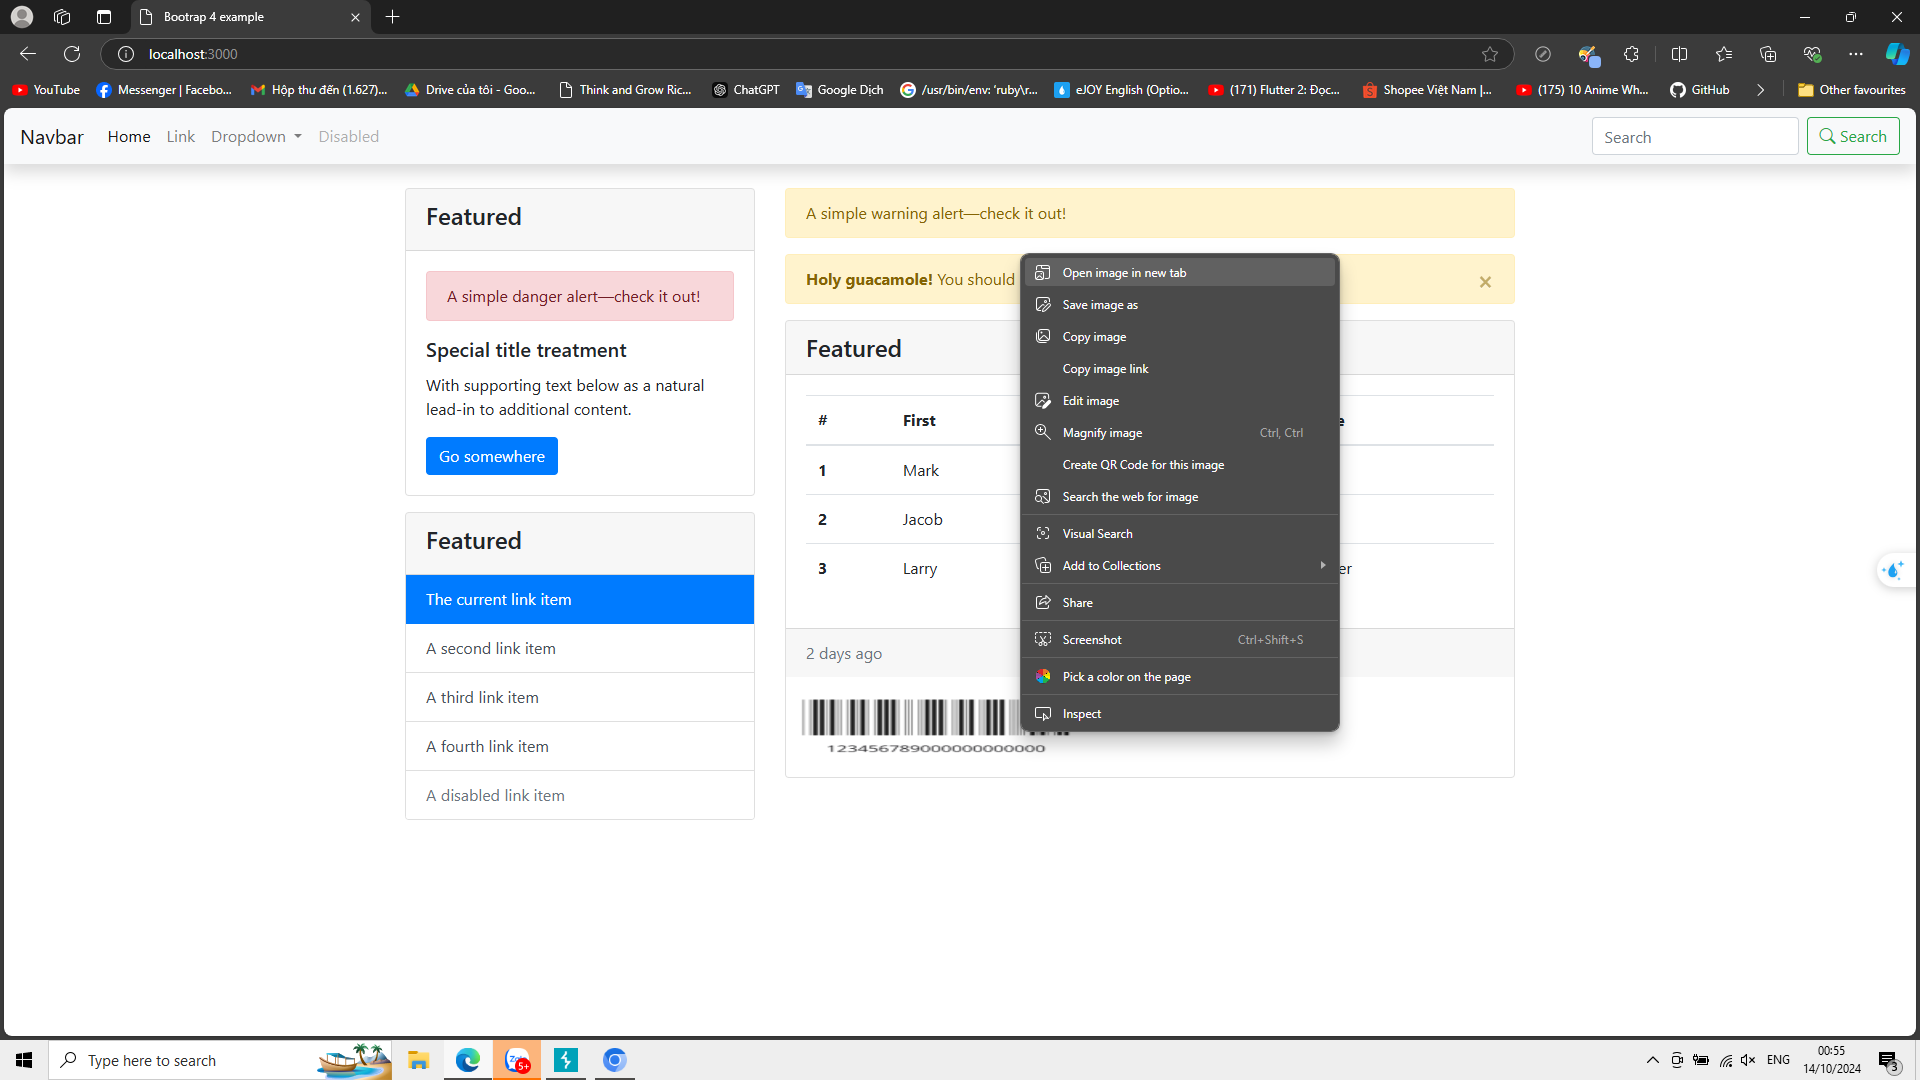 Bootrap 4 example
localhost:3000
YouTube
Messenger | Facebo...
Hộp thư đến (1.627)...
Drive của tôi - Goo...
Think and Grow Ric...
ChatGPT
Google Dịch
/usr/bin/env: 'ruby\r...
eJOY English (Optio...
(171) Flutter 2: Đọc...
Shopee Việt Nam |...
(175) 10 Anime Wh...
GitHub
Other favourites
Navbar
Home
Link
Dropdown
Disabled
Search
Search
Featured
A simple danger alert—check it out!
Special title treatment
With supporting text below as a natural
lead-in to additional content.
Go somewhere
Featured
The current link item
A second link item
A third link item
A fourth link item
A disabled link item
A simple warning alert—check it out!
Holy guacamole! You should
×
Featured
# First e
1 Mark
2 Jacob
3 Larry er
2 days ago
1234567890000000000000
Open image in new tab
Save image as
Copy image
Copy image link
Edit image
Magnify image Ctrl, Ctrl
Create QR Code for this image
Search the web for image
Visual Search
Add to Collections
Share
Screenshot Ctrl+Shift+S
Pick a color on the page
Inspect
Type here to search
Zalo
5+
ENG
00:55
14/10/2024
3